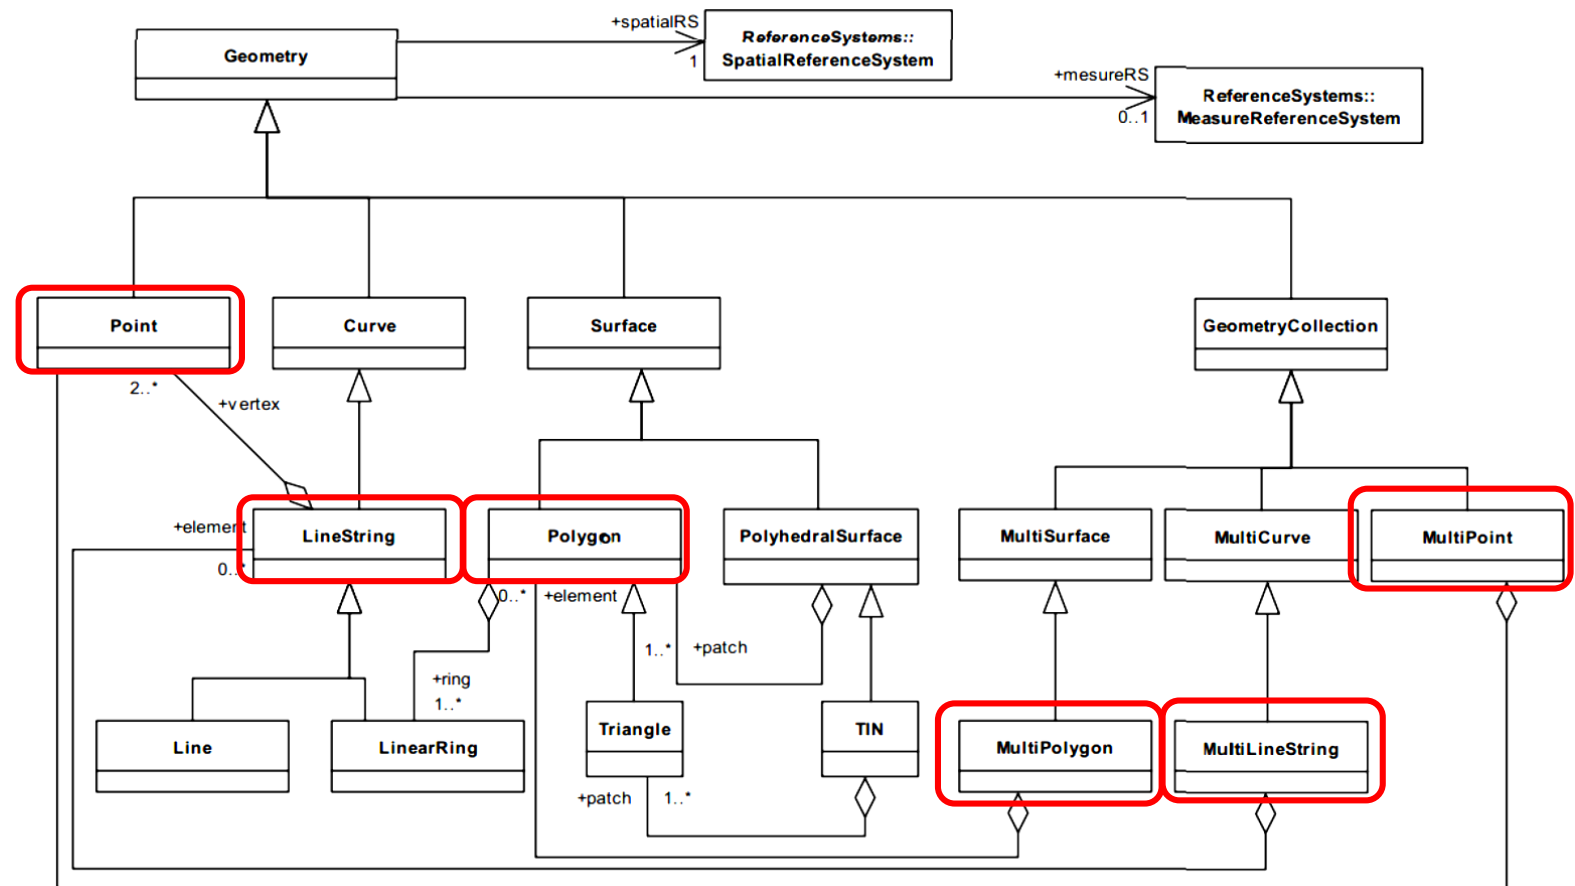 +spatialRS
ReferenceSystems::
Geometry
SpatialReferenceSystem
1
+mesureRS
ReferenceSystems::
0..1
MeasureReferenceSystem
Point
Curve
Surface
GeometryCollection
2..*
+vertex
+element
LineString
Polygon
PolyhedralSurface
MultiSurface
MultiCurve
MultiPoint
0..*
0..*
+element
1..*
+patch
+ring
1..*
Line
LinearRing
Triangle
TIN
MultiPolygon
MultiLineString
+patch
1..*